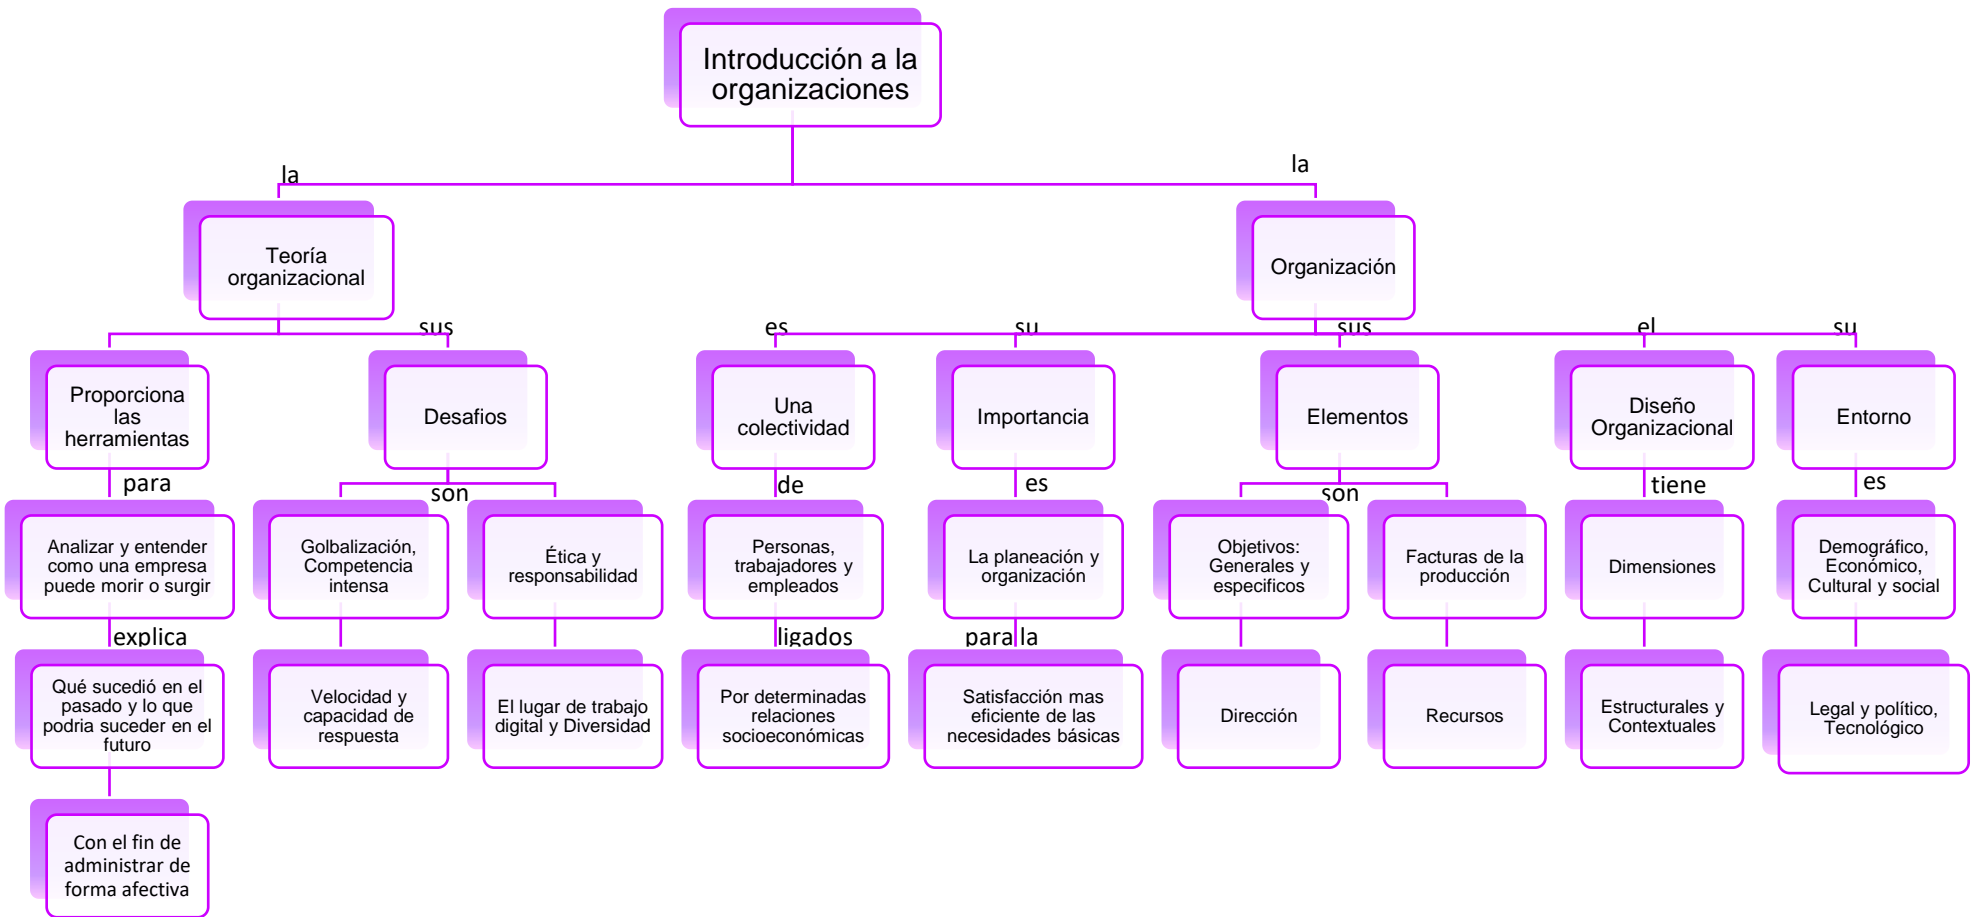 Introducción a la
organizaciones
la
la
Teoría
organizacional
Organización
sus
es
su
sus
el
su
Proporciona
las
herramientas
Desafios
Una
colectividad
Importancia
Elementos
Diseño
Organizacional
Entorno
para
son
de
es
son
tiene
es
Analizar y entender
como una empresa
puede morir o surgir
Golbalización,
Competencia
intensa
Ética y
responsabilidad
Personas,
trabajadores y
empleados
La planeación y
organización
Objetivos:
Generales y
especificos
Facturas de la
producción
Dimensiones
Demográfico,
Económico,
Cultural y social
explica
ligados
para la
Qué sucedió en el
pasado y lo que
podria suceder en el
futuro
Velocidad y
capacidad de
respuesta
El lugar de trabajo
digital y Diversidad
Por determinadas
relaciones
socioeconómicas
Satisfacción mas
eficiente de las
necesidades básicas
Dirección
Recursos
Estructurales y
Contextuales
Legal y político,
Tecnológico
Con el fin de
administrar de
forma afectiva